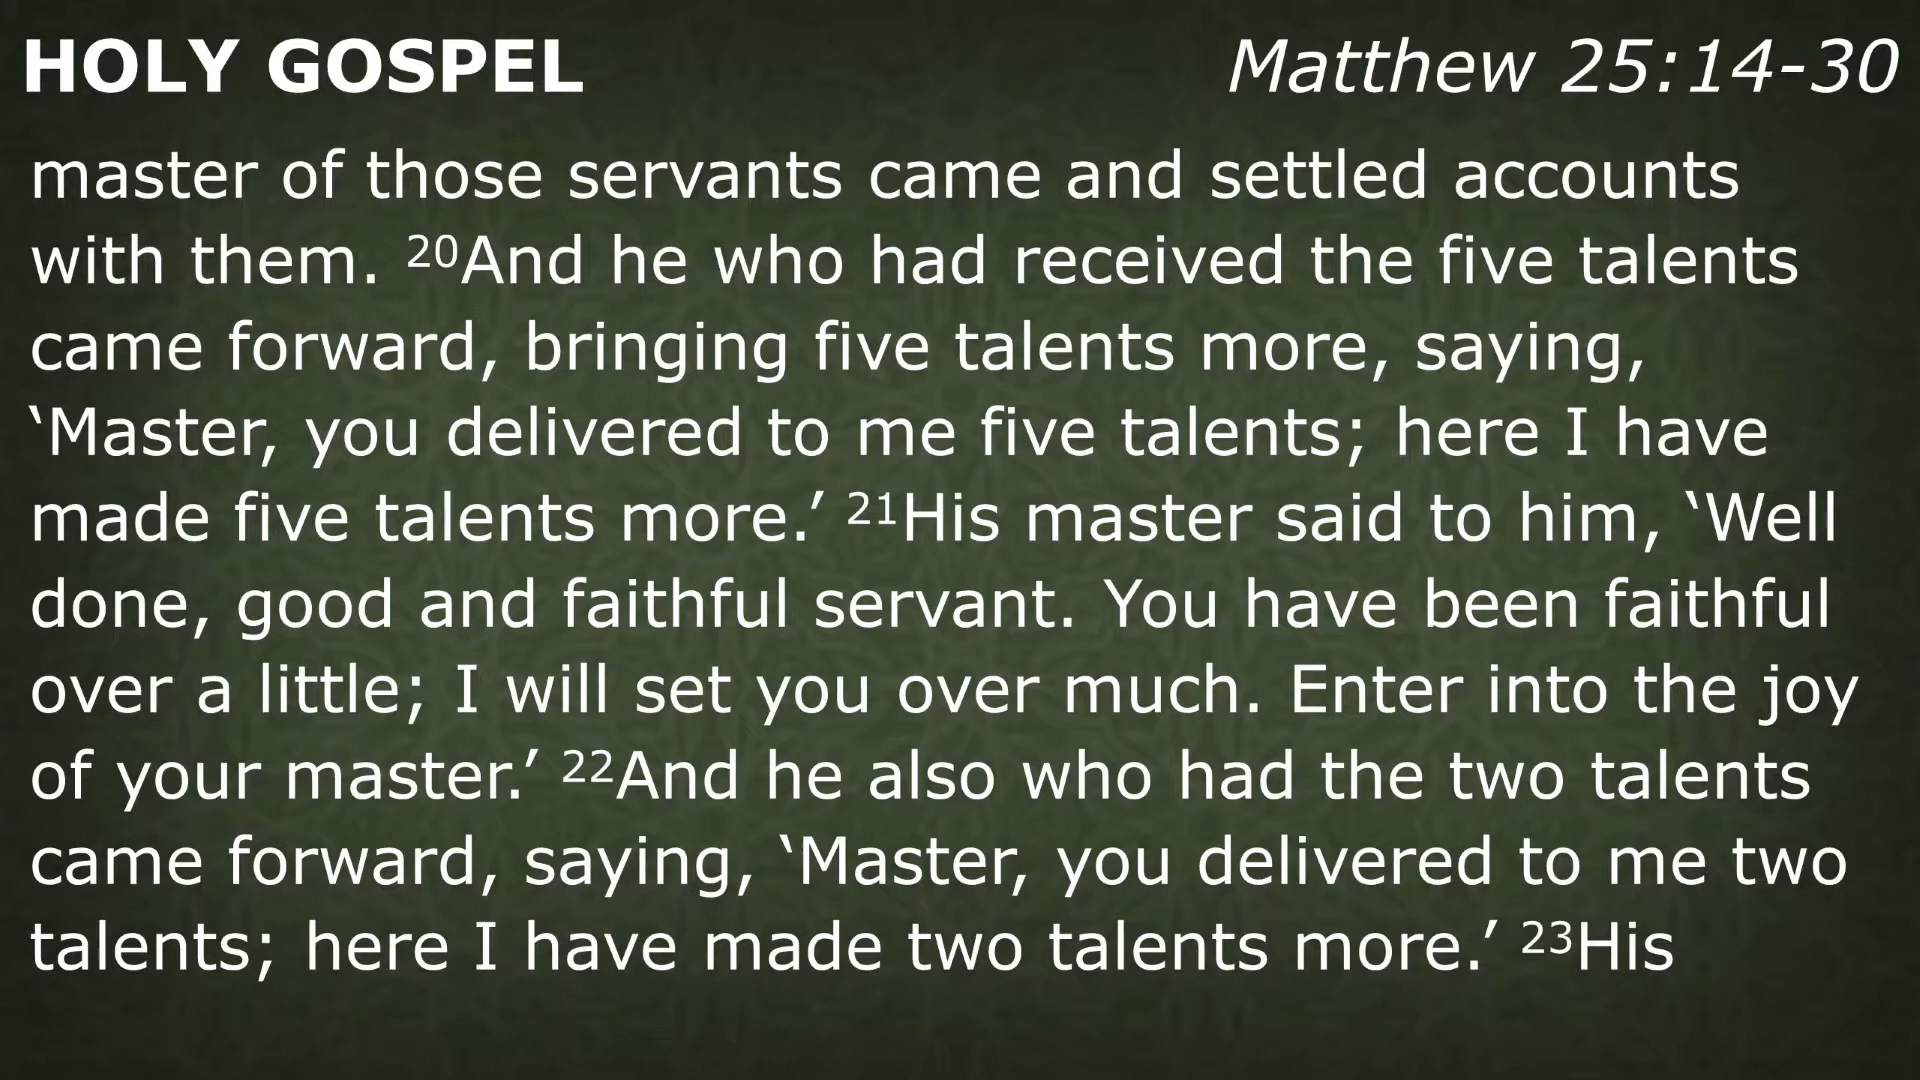 HOLY GOSPEL Matthew 25:14-30
master of those servants came and settled accounts
with them. ²⁰And he who had received the five talents
came forward, bringing five talents more, saying,
‘Master, you delivered to me five talents; here I have
made five talents more.’ ²¹His master said to him, ‘Well
done, good and faithful servant. You have been faithful
over a little; I will set you over much. Enter into the joy
of your master.’ ²²And he also who had the two talents
came forward, saying, ‘Master, you delivered to me two
talents; here I have made two talents more.’ ²³His